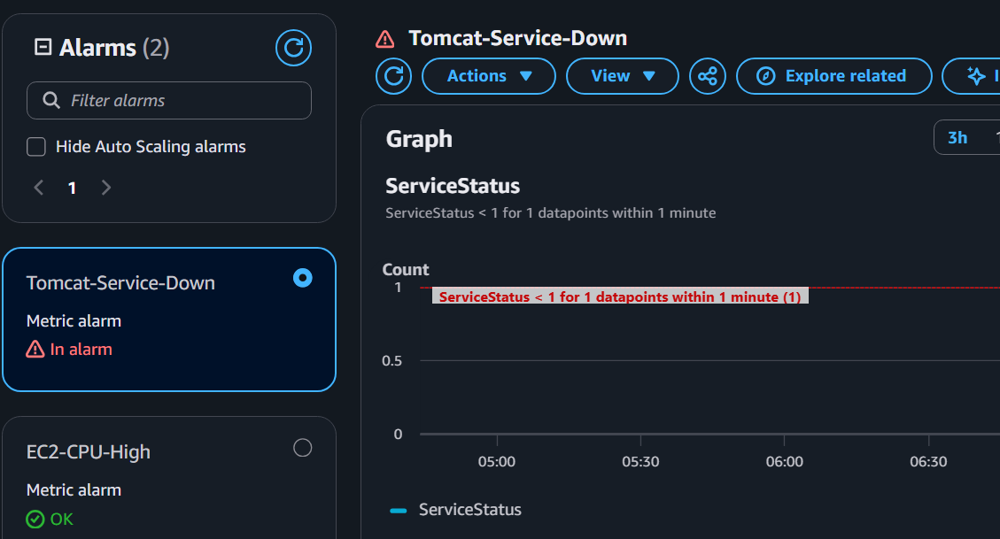 Alarms (2)
Filter alarms
Hide Auto Scaling alarms
1
Tomcat-Service-Down
Metric alarm
In alarm
EC2-CPU-High
Metric alarm
OK
Tomcat-Service-Down
Actions
View
Explore related
I
Graph
3h
1
ServiceStatus
ServiceStatus < 1 for 1 datapoints within 1 minute
Count
1
ServiceStatus < 1 for 1 datapoints within 1 minute (1)
0.5
0
05:00 05:30 06:00 06:30
ServiceStatus